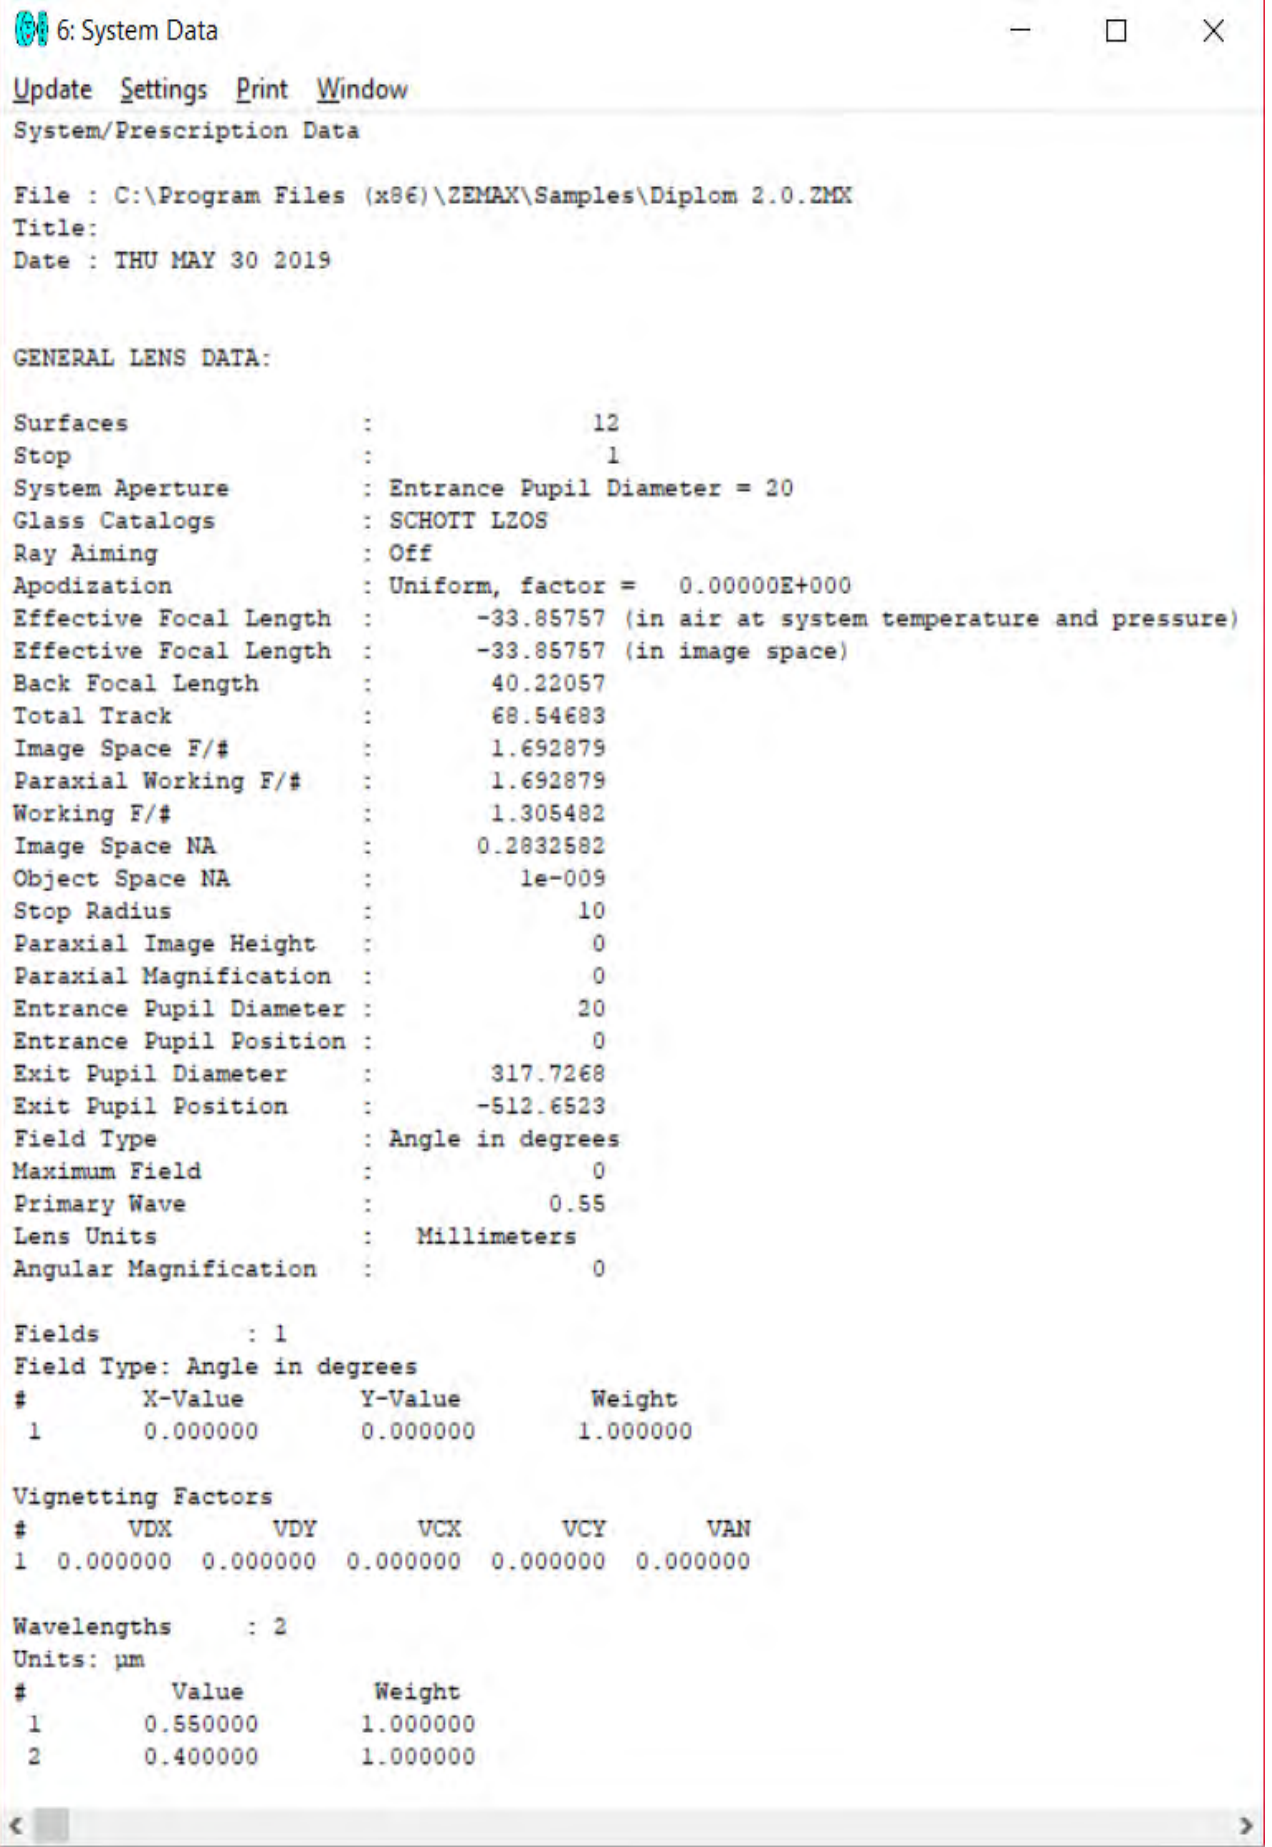 6: System Data
Update Settings Print Window
System/Prescription Data
File : C:\Program Files (x86)\ZEMAX\Samples\Diplom 2.0.ZMX
Title:
Date : THU MAY 30 2019
GENERAL LENS DATA:
Surfaces : 12
Stop : 1
System Aperture : Entrance Pupil Diameter = 20
Glass Catalogs : SCHOTT LZOS
Ray Aiming : Off
Apodization : Uniform, factor = 0.00000E+000
Effective Focal Length : -33.85757 (in air at system temperature and pressure)
Effective Focal Length : -33.85757 (in image space)
Back Focal Length : 40.22057
Total Track : 68.54683
Image Space F/# : 1.692879
Paraxial Working F/# : 1.692879
Working F/# : 1.305482
Image Space NA : 0.2832582
Object Space NA : 1e-009
Stop Radius : 10
Paraxial Image Height : 0
Paraxial Magnification : 0
Entrance Pupil Diameter : 20
Entrance Pupil Position : 0
Exit Pupil Diameter : 317.7268
Exit Pupil Position : -512.6523
Field Type : Angle in degrees
Maximum Field : 0
Primary Wave : 0.55
Lens Units : Millimeters
Angular Magnification : 0
Fields : 1
Field Type: Angle in degrees
# X-Value Y-Value Weight
1 0.000000 0.000000 1.000000
Vignetting Factors
# VDX VDY VCX VCY VAN
1 0.000000 0.000000 0.000000 0.000000 0.000000
Wavelengths : 2
Units: µm
# Value Weight
1 0.550000 1.000000
2 0.400000 1.000000